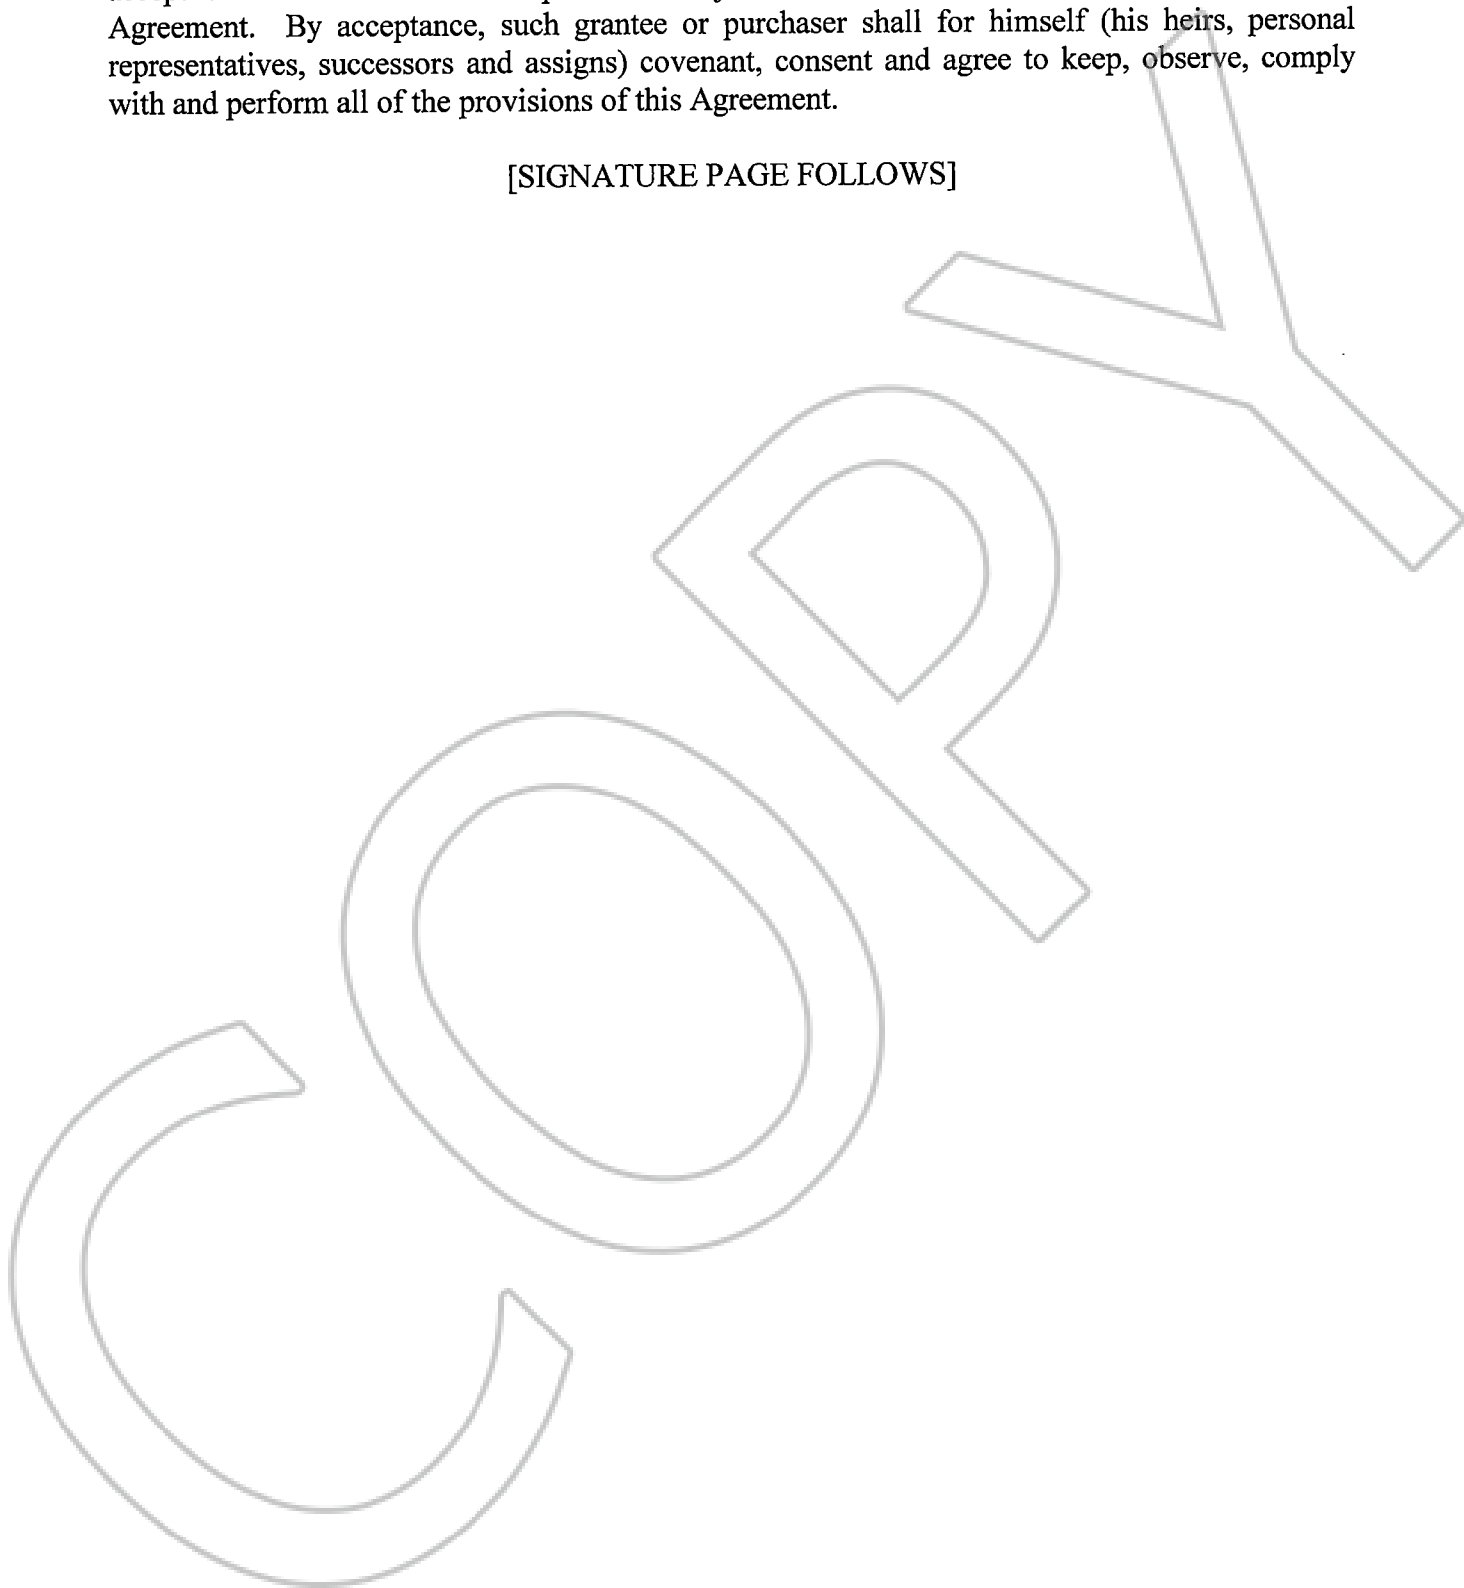 Agreement. By acceptance, such grantee or purchaser shall for himself (his heirs, personal
representatives, successors and assigns) covenant, consent and agree to keep, observe, comply
with and perform all of the provisions of this Agreement.
[SIGNATURE PAGE FOLLOWS]
COPY